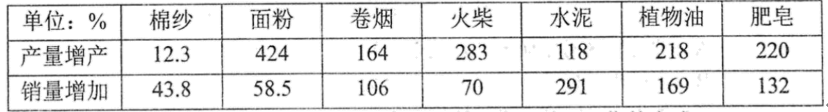 单位：% 棉纱 面粉 卷烟 火柴 水泥 植物油 肥皂
产量增产 12.3 424 164 283 118 218 220
销量增加 43.8 58.5 106 70 291 169 132